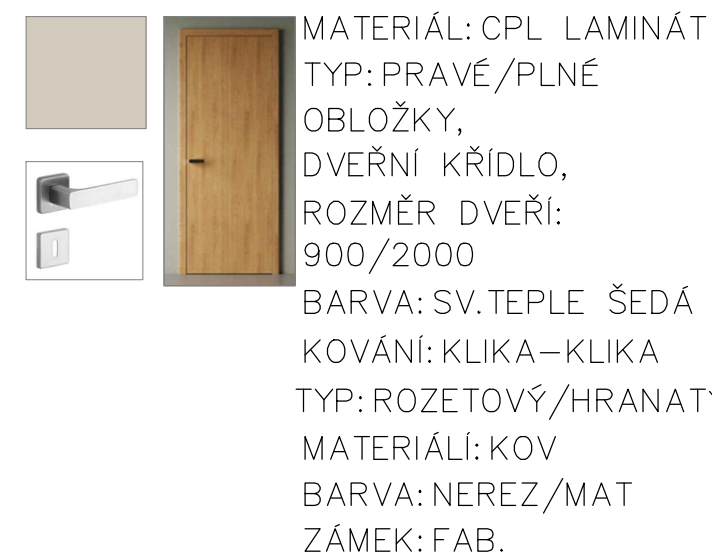 MATERIÁL: CPL LAMINÁT
TYP: PRAVÉ/PLNÉ
OBLOŽKY,
DVEŘNÍ KŘÍDLO,
ROZMĚR DVEŘÍ:
900/2000
BARVA: SV.TEPLE ŠEDÁ
KOVÁNÍ: KLIKA–KLIKA
TYP: ROZETOVÝ/HRANATÝ
MATERIÁLÍ: KOV
BARVA: NEREZ/MAT
ZÁMEK: FAB.